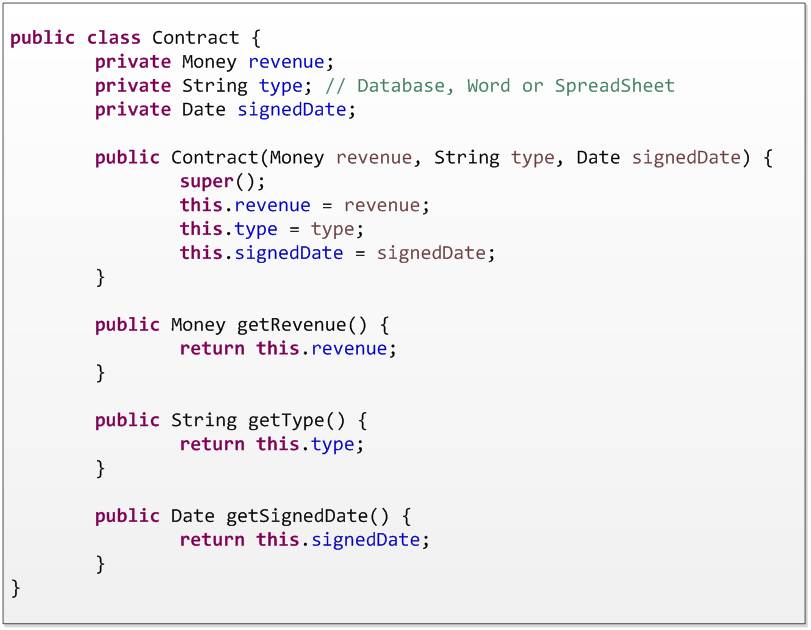 public class Contract {
private Money revenue;
private String type; // Database, Word or SpreadSheet
private Date signedDate;
public Contract(Money revenue, String type, Date signedDate) {
super();
this.revenue = revenue;
this.type = type;
this.signedDate = signedDate;
}
public Money getRevenue() {
return this.revenue;
}
public String getType() {
return this.type;
}
public Date getSignedDate() {
return this.signedDate;
}
}